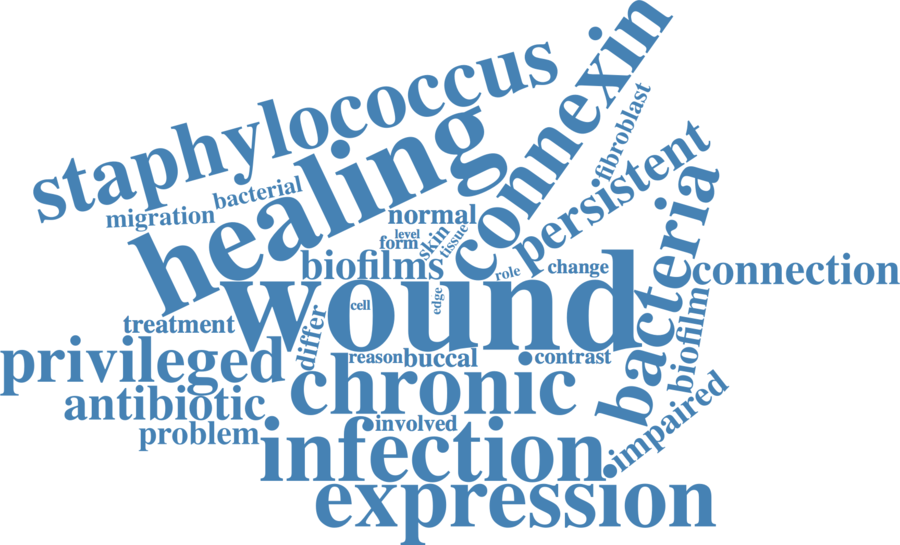 staphylococcus
connexin
fibroblast
healing
bacterial
migration
persistent
normal
level
form
skin
tissue
bacteria
biofilms
role
change
connection
wound
cell
edge
biofilm
treatment
differ
privileged
reason
buccal
contrast
chronic
antibiotic
impaired
problem
involved
infection
expression